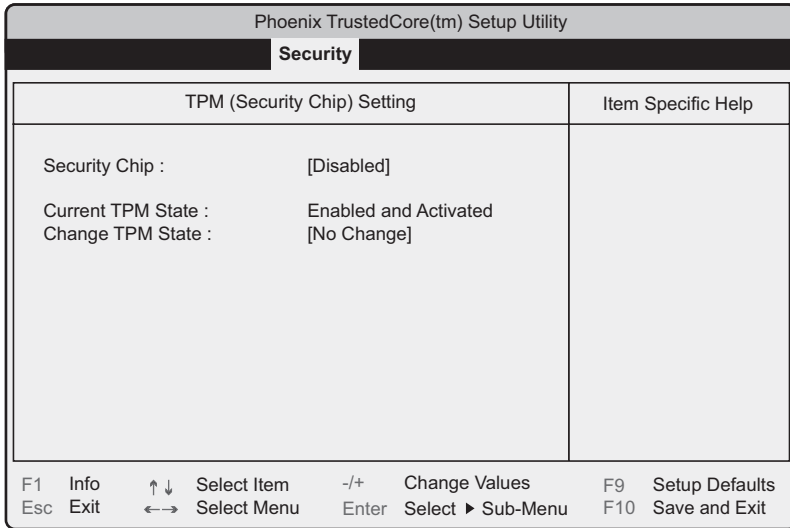 Phoenix TrustedCore(tm) Setup Utility
Security
TPM (Security Chip) Setting
Item Specific Help
Security Chip : [Disabled]
Current TPM State : Enabled and Activated
Change TPM State : [No Change]
F1 Info ↑↓ Select Item -/+ Change Values F9 Setup Defaults
Esc Exit ←→ Select Menu Enter Select ▶ Sub-Menu F10 Save and Exit